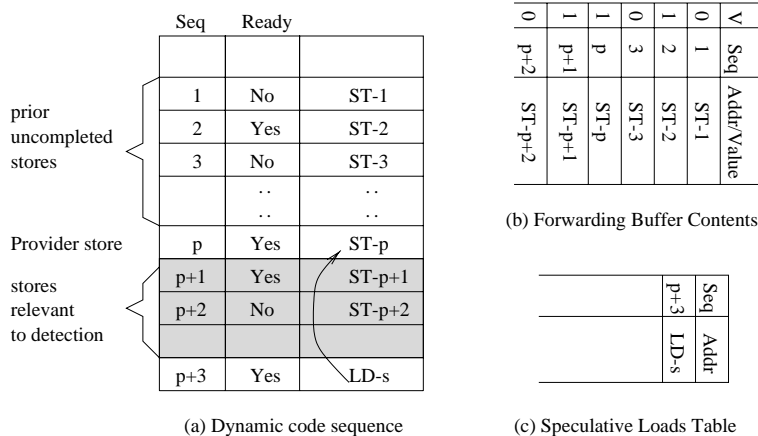 Seq Ready
1 No ST-1
2 Yes ST-2
3 No ST-3
.. ..
.. ..
p Yes ST-p
p+1 Yes ST-p+1
p+2 No ST-p+2
p+3 Yes LD-s
prior
uncompleted
stores
Provider store
stores
relevant
to detection
(a) Dynamic code sequence
V Seq Addr/Value
0 1 ST-1
1 2 ST-2
0 3 ST-3
1 p ST-p
1 p+1 ST-p+1
0 p+2 ST-p+2
(b) Forwarding Buffer Contents
Seq Addr
p+3 LD-s
(c) Speculative Loads Table